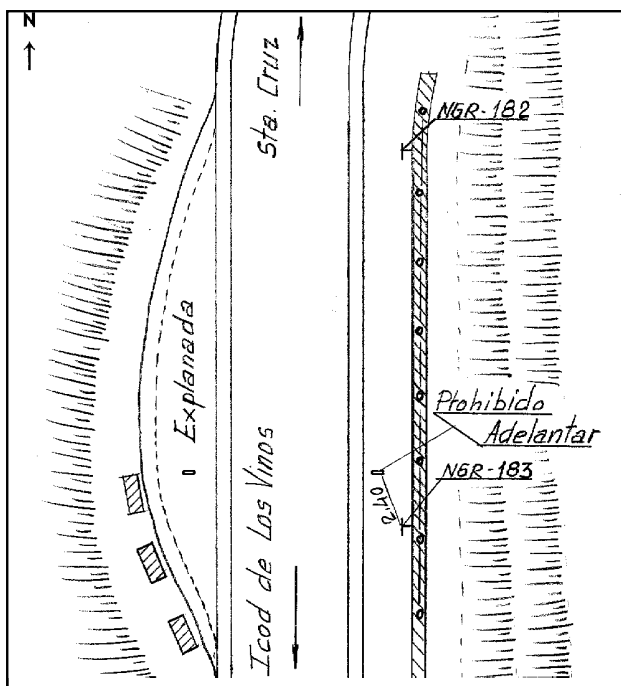 N
Sta. Cruz
NGR-182
Explanada
Prohibido
Adelantar
NGR-183
2,40
Icod de Los Vinos